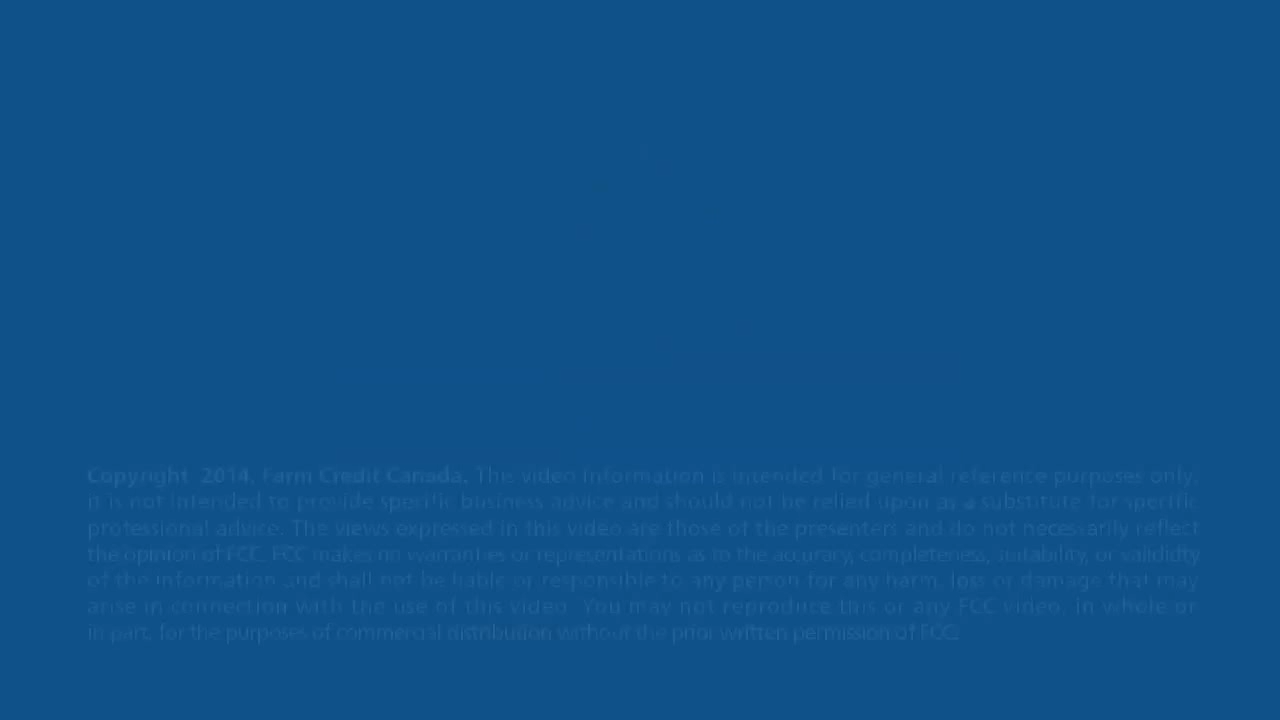 Copyright 2014, Farm Credit Canada. This video information is intended for general reference purposes only.
It is not intended to provide specific business advice and should not be relied upon as a substitute for specific
professional advice. The views expressed in this video are those of the presenters and do not necessarily reflect
the opinion of FCC. FCC makes no warranties or representations as to the accuracy, completeness, suitability, or validity
of the information and shall not be liable or responsible to any person for any harm, loss or damage that may
arise in connection with the use of this video. You may not reproduce this or any FCC video, in whole or
in part, for the purposes of commercial distribution without the prior written permission of FCC.